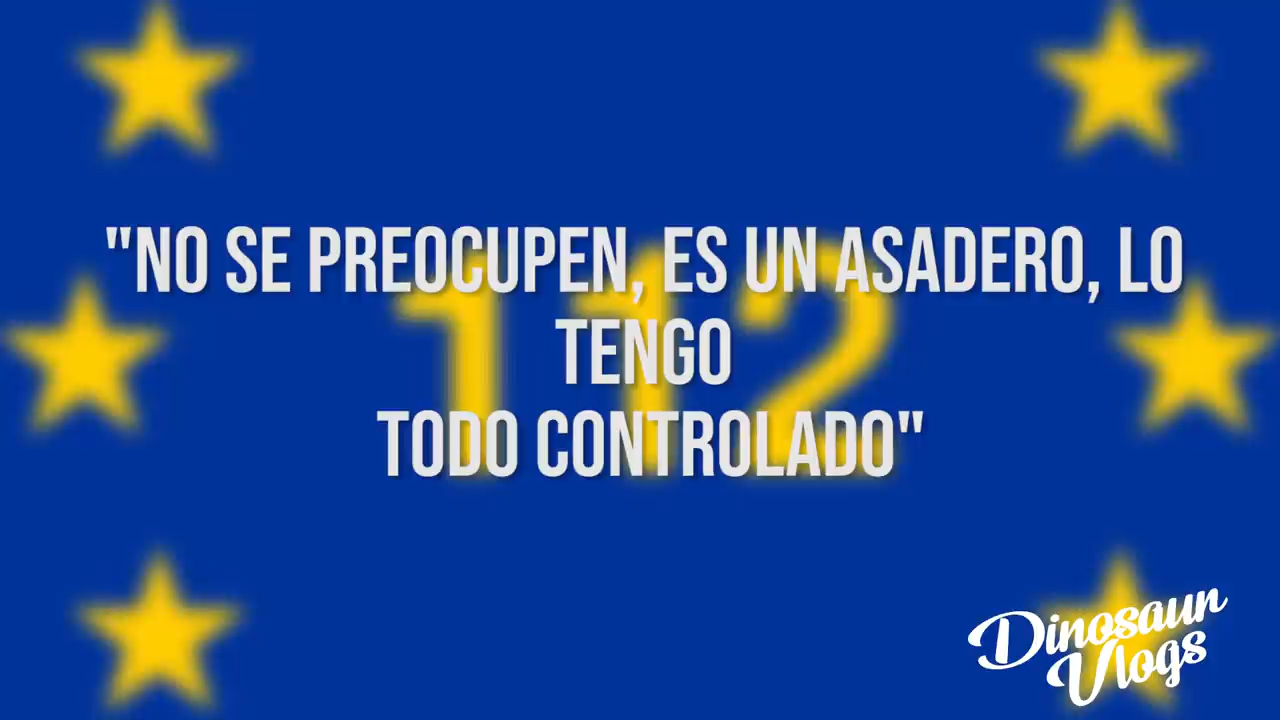 "NO SE PREOCUPEN, ES UN ASADERO, LO
TENGO
TODO CONTROLADO"
112
Dinosaur
Vlogs